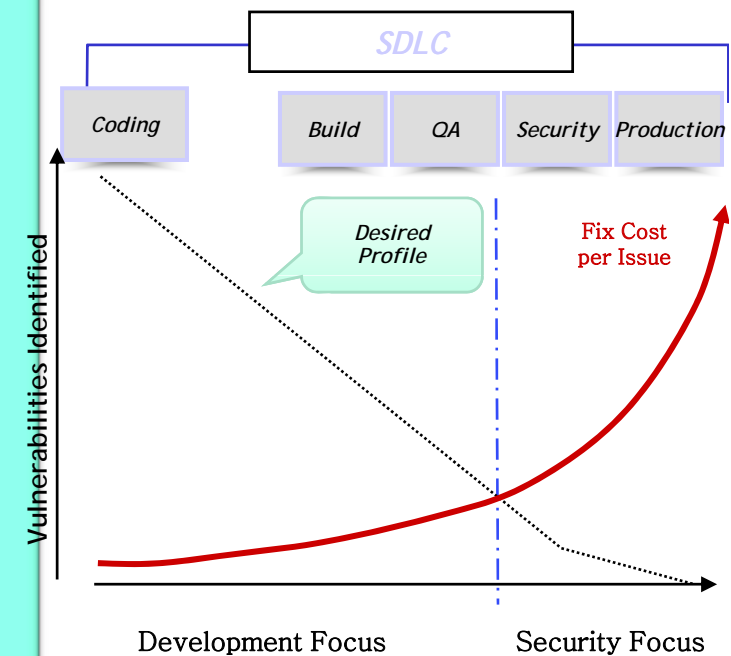 SDLC
Coding
Build
QA
Security
Production
Desired
Profile
Fix Cost
per Issue
Vulnerabilities Identified
Development Focus
Security Focus